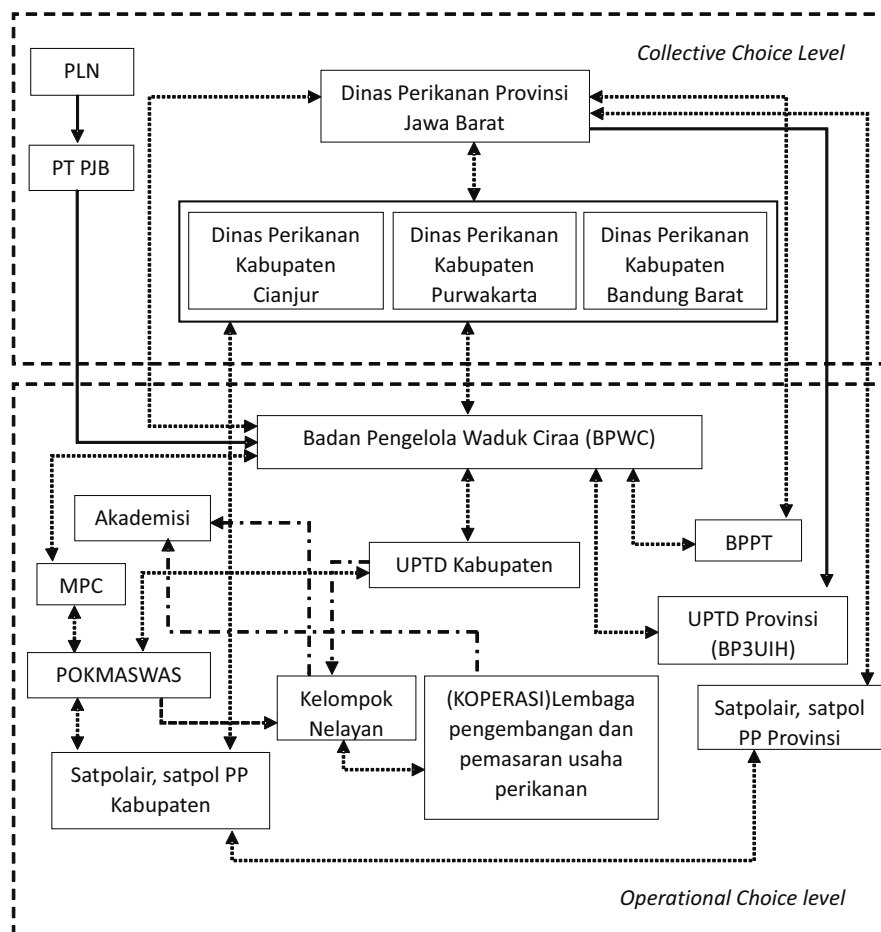 Collective Choice Level
PLN
Dinas Perikanan Provinsi
Jawa Barat
PT PJB
Dinas Perikanan
Kabupaten
Cianjur
Dinas Perikanan
Kabupaten
Purwakarta
Dinas Perikanan
Kabupaten
Bandung Barat
Badan Pengelola Waduk Ciraa (BPWC)
Akademisi
BPPT
UPTD Kabupaten
MPC
UPTD Provinsi
(BP3UIH)
POKMASWAS
Kelompok
Nelayan
(KOPERASI)Lembaga
pengembangan dan
pemasaran usaha
perikanan
Satpolair, satpol
PP Provinsi
Satpolair, satpol PP
Kabupaten
Operational Choice level